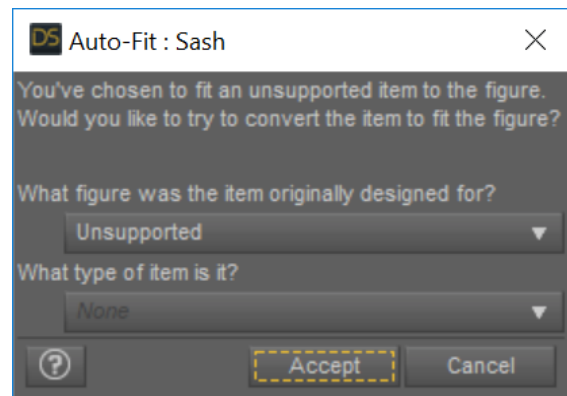 DS Auto-Fit : Sash
You've chosen to fit an unsupported item to the figure.
Would you like to try to convert the item to fit the figure?
What figure was the item originally designed for?
Unsupported
What type of item is it?
None
? Accept Cancel